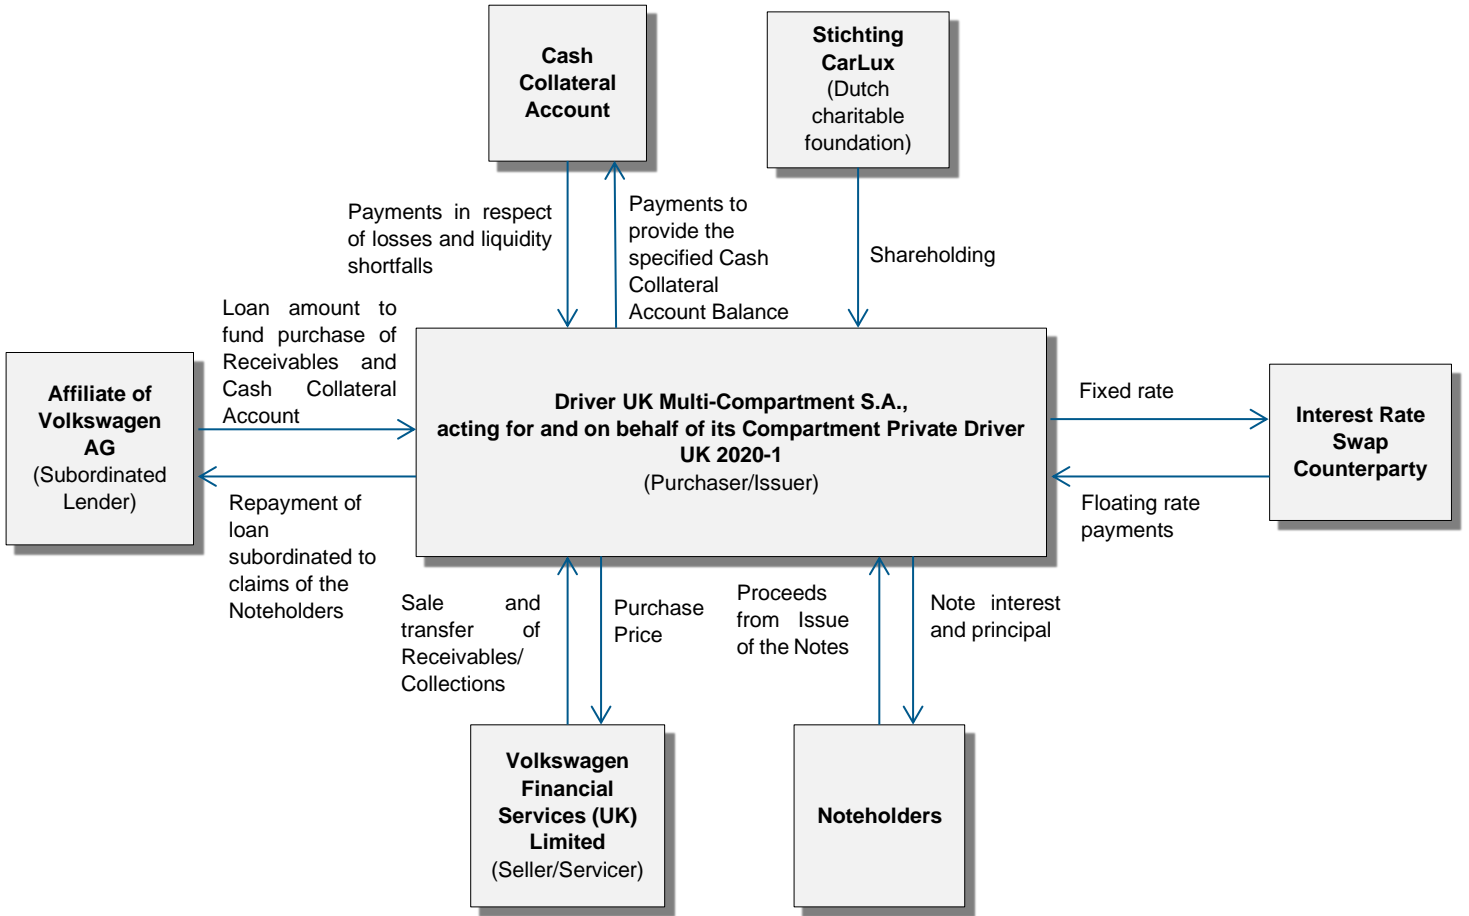 Cash
Collateral
Account
Stichting
CarLux
(Dutch
charitable
foundation)
Payments in respect
of losses and liquidity
shortfalls
Payments to
provide the
specified Cash
Collateral
Account Balance
Shareholding
Loan amount to
fund purchase of
Receivables and
Cash Collateral
Account
Affiliate of
Volkswagen
AG
(Subordinated
Lender)
Driver UK Multi-Compartment S.A.,
acting for and on behalf of its Compartment Private Driver
UK 2020-1
(Purchaser/Issuer)
Fixed rate
Interest Rate
Swap
Counterparty
Floating rate
payments
Repayment of
loan
subordinated to
claims of the
Noteholders
Sale and
transfer of
Receivables/
Collections
Purchase
Price
Proceeds
from Issue
of the Notes
Note interest
and principal
Volkswagen
Financial
Services (UK)
Limited
(Seller/Servicer)
Noteholders